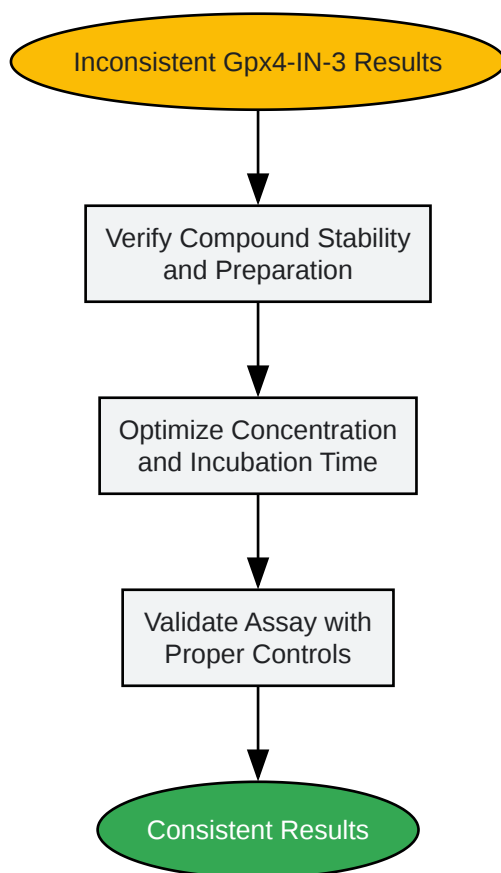 Inconsistent Gpx4-IN-3 Results
Verify Compound Stability
and Preparation
Optimize Concentration
and Incubation Time
Validate Assay with
Proper Controls
Consistent Results